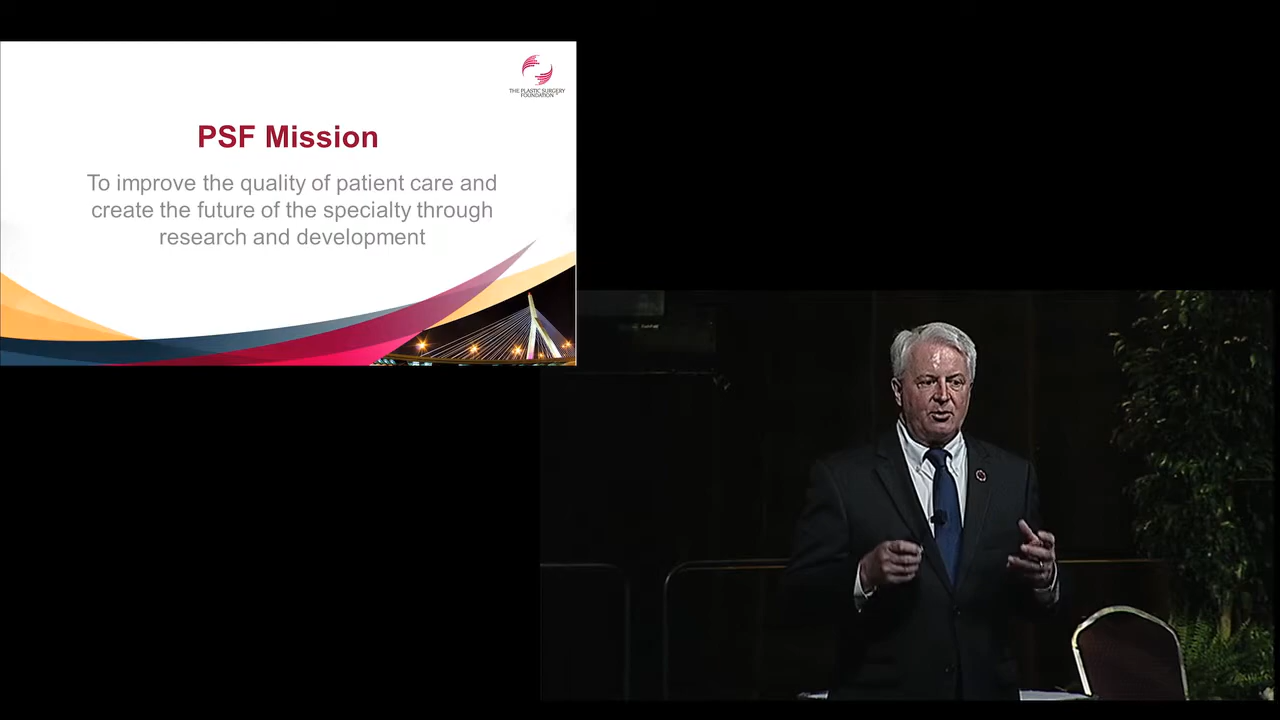 THE PLASTIC SURGERY
FOUNDATION
PSF Mission
To improve the quality of patient care and
create the future of the specialty through
research and development